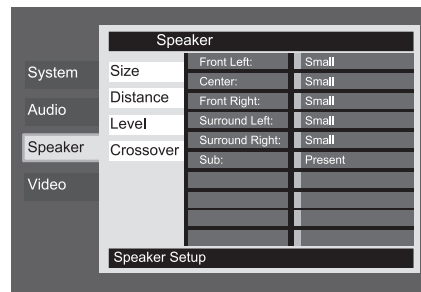 Speaker
System
Audio
Speaker
Video
Size
Distance
Level
Crossover
Front Left: Small
Center: Small
Front Right: Small
Surround Left: Small
Surround Right: Small
Sub: Present
Speaker Setup